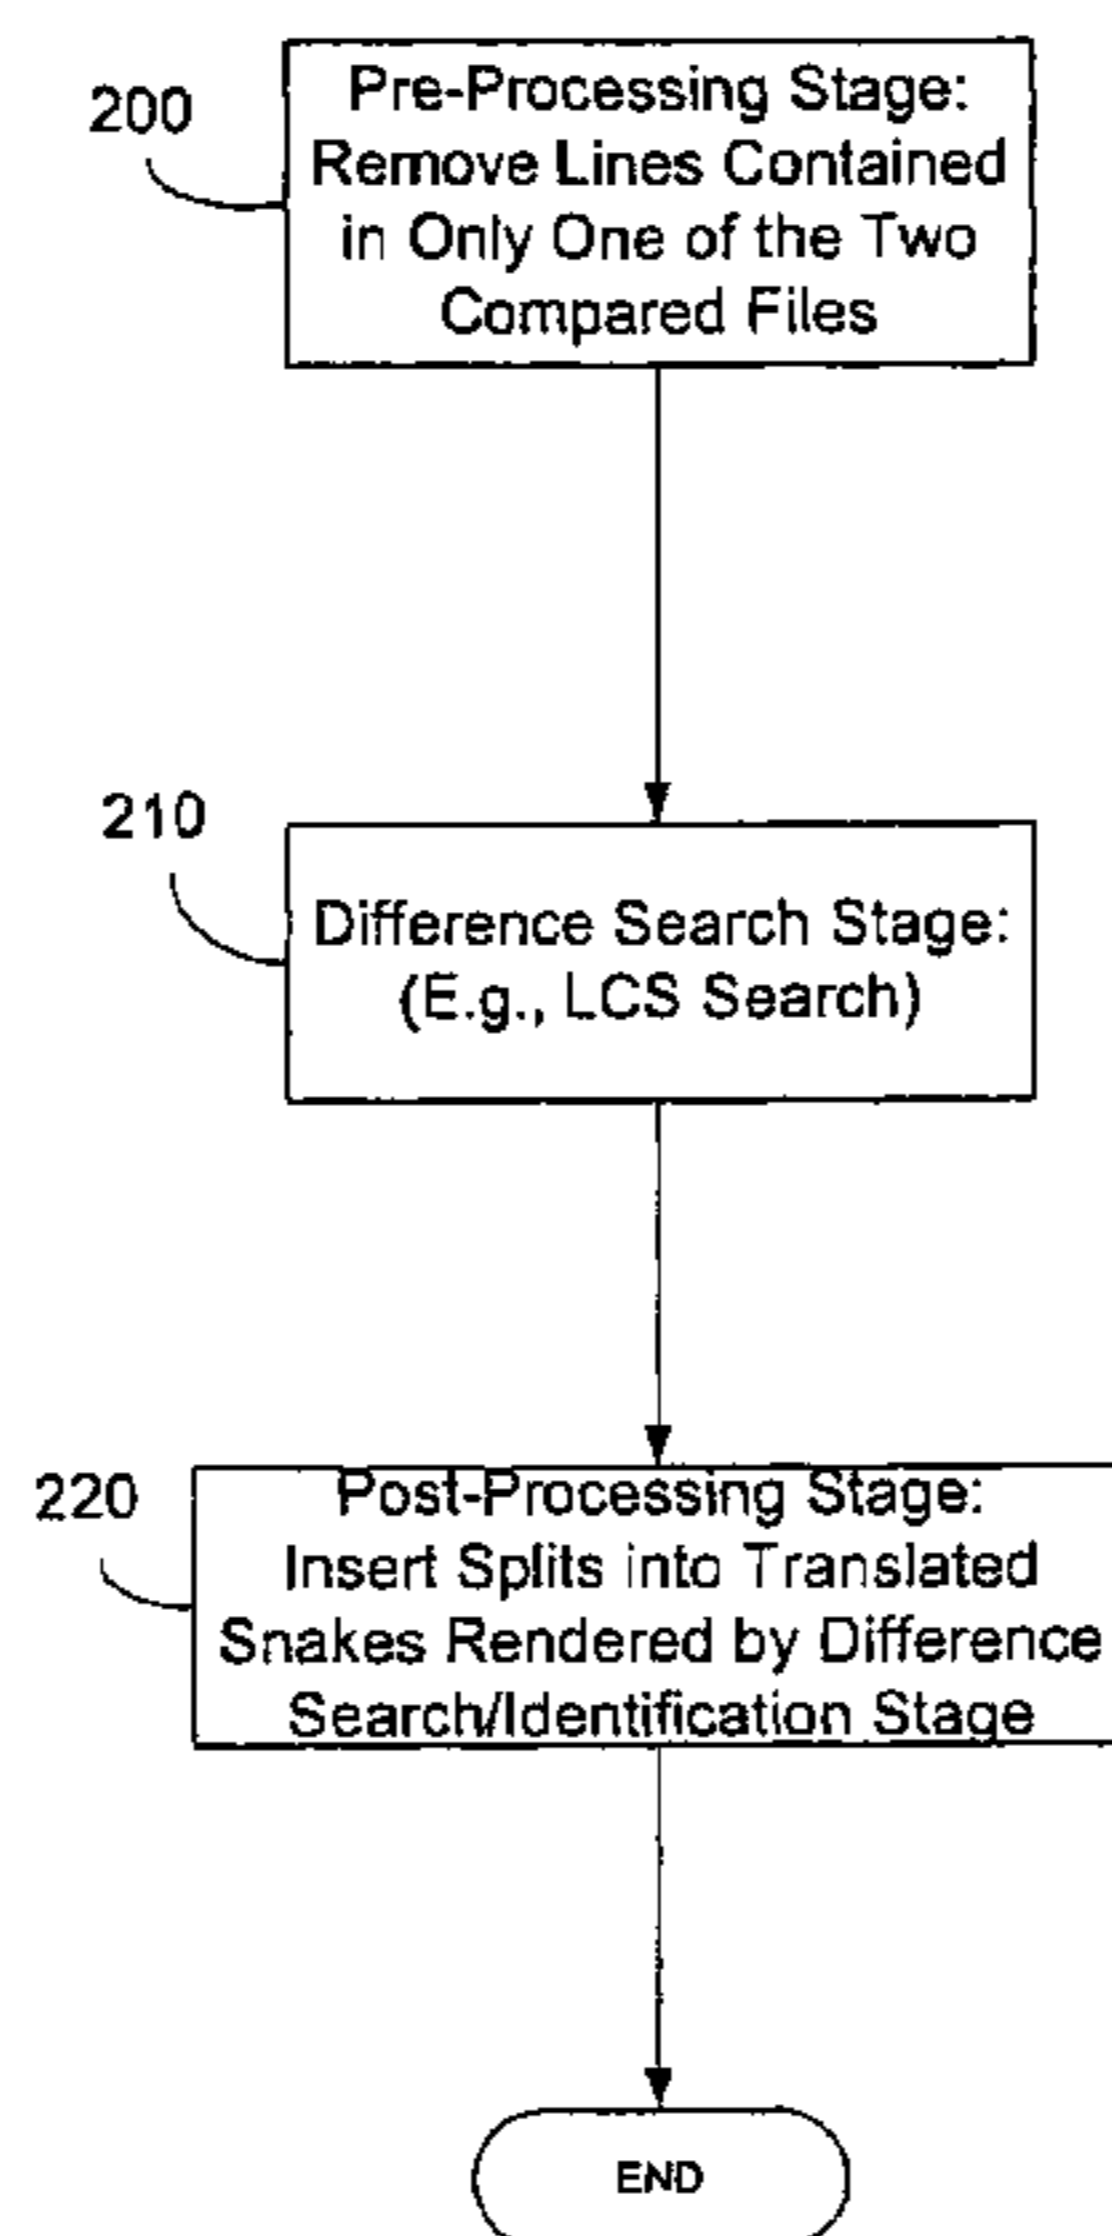 200
Pre-Processing Stage:
Remove Lines Contained
in Only One of the Two
Compared Files
210
Difference Search Stage:
(E.g., LCS Search)
220
Post-Processing Stage:
Insert Splits into Translated
Snakes Rendered by Difference
Search/Identification Stage
END